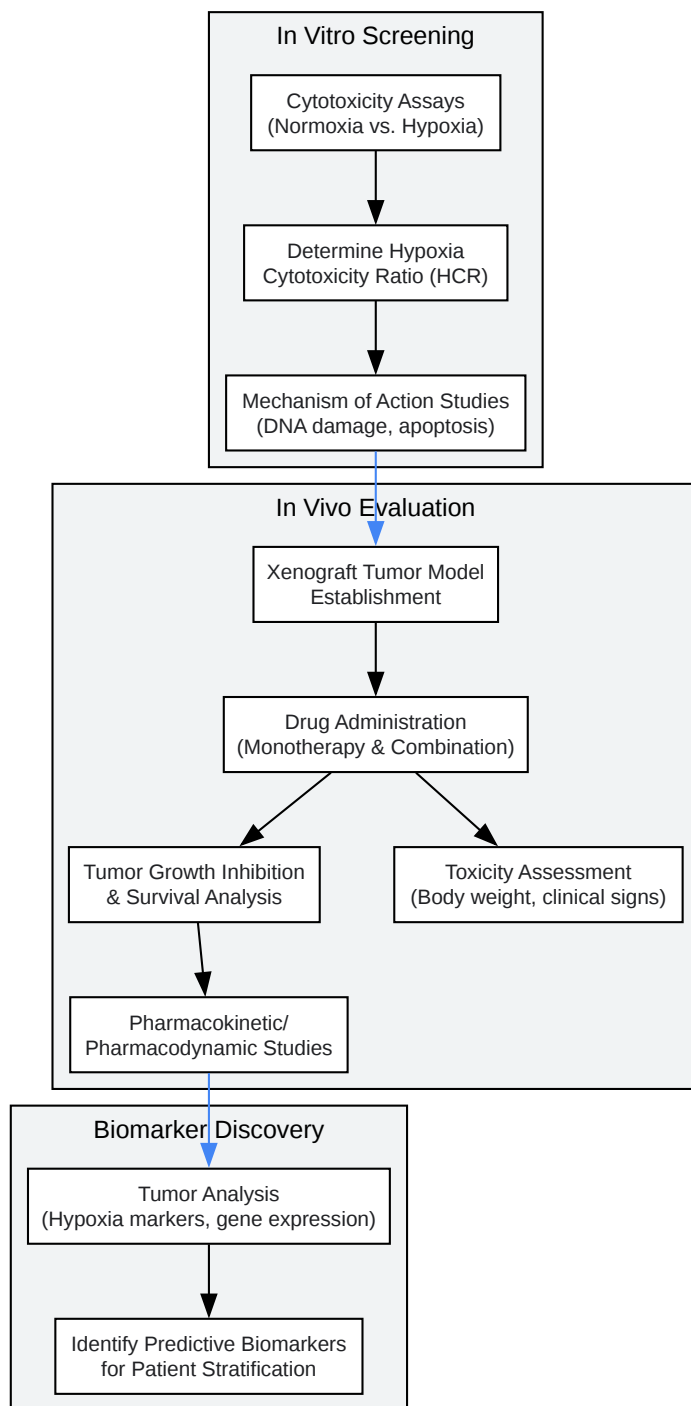 In Vitro Screening
Cytotoxicity Assays
(Normoxia vs. Hypoxia)
Determine Hypoxia
Cytotoxicity Ratio (HCR)
Mechanism of Action Studies
(DNA damage, apoptosis)
In Vivo Evaluation
Xenograft Tumor Model
Establishment
Drug Administration
(Monotherapy & Combination)
Tumor Growth Inhibition
& Survival Analysis
Toxicity Assessment
(Body weight, clinical signs)
Pharmacokinetic/
Pharmacodynamic Studies
Biomarker Discovery
Tumor Analysis
(Hypoxia markers, gene expression)
Identify Predictive Biomarkers
for Patient Stratification